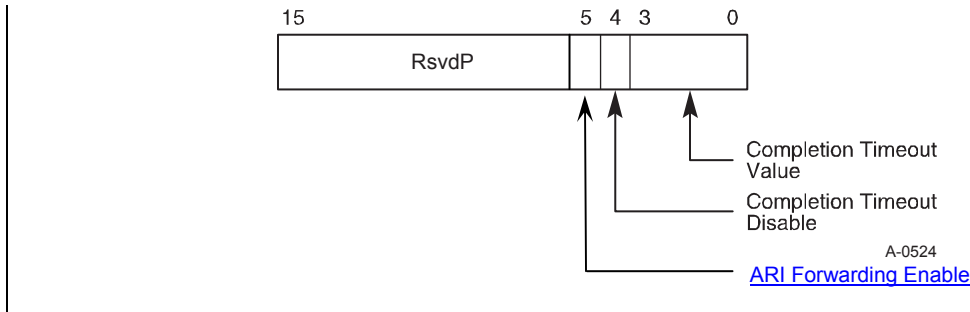 15 5 4 3 0
RsvdP
Completion Timeout
Value
Completion Timeout
Disable
A-0524
ARI Forwarding Enable